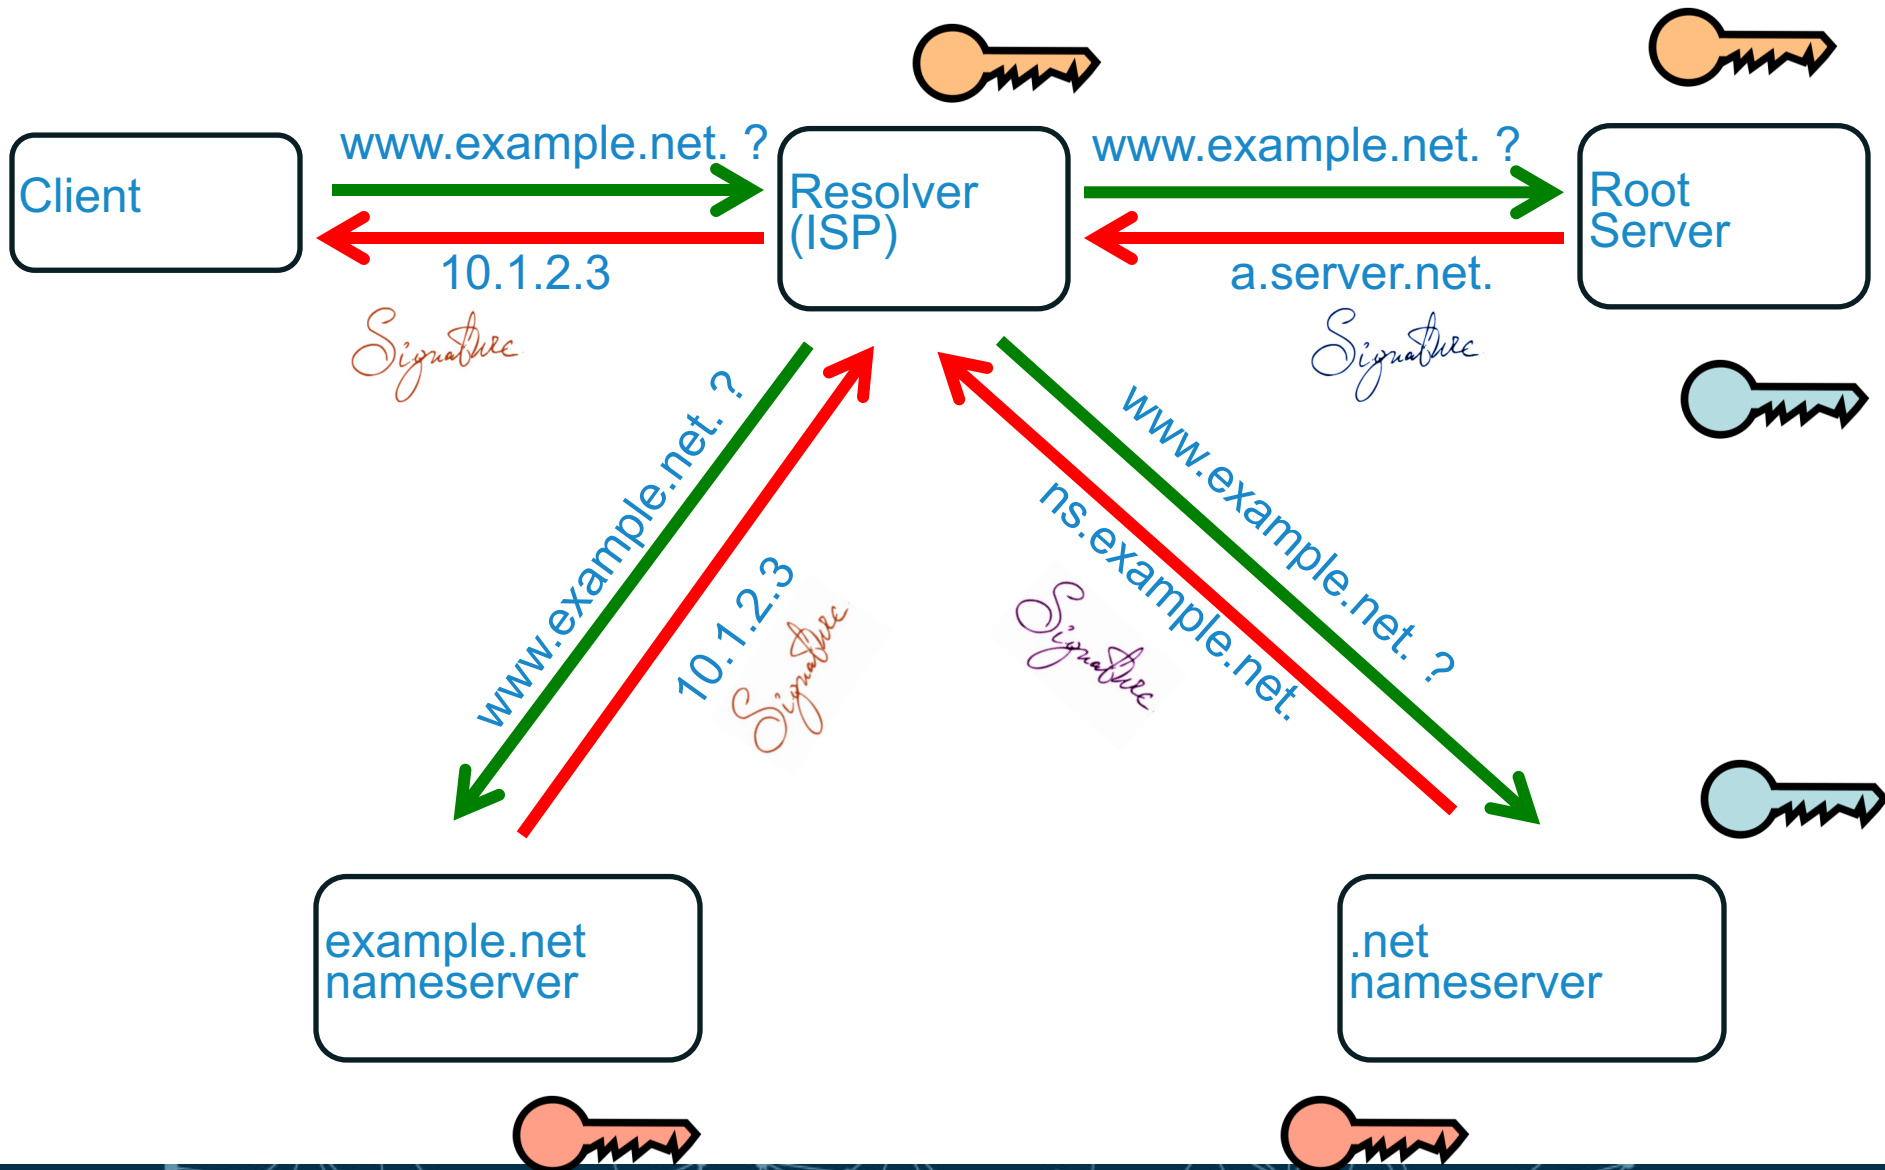 www.example.net. ?
www.example.net. ?
Client
Resolver
(ISP)
Root
Server
10.1.2.3
a.server.net.
Signature
Signature
www.example.net. ?
10.1.2.3
Signature
Signature
ns.example.net.
www.example.net. ?
example.net
nameserver
.net
nameserver